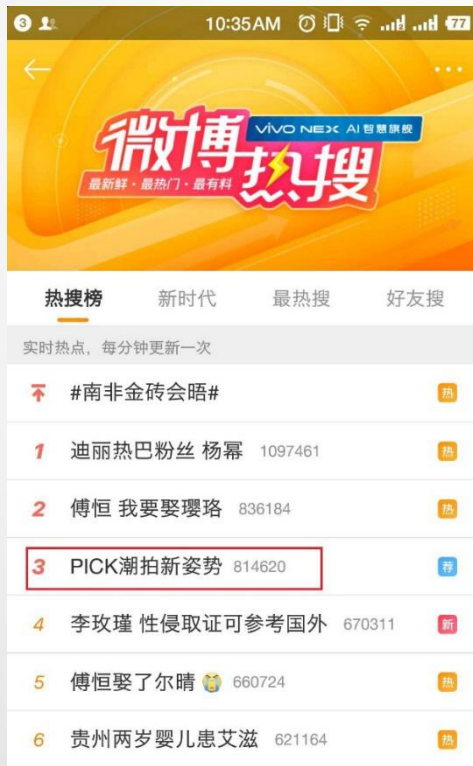 3 10:35AM 77
微博热搜
vivo NEX AI智慧旗舰
最新鲜·最热门·最有料
热搜榜 新时代 最热搜 好友搜
实时热点，每分钟更新一次
#南非金砖会晤# 热
1 迪丽热巴粉丝 杨幂 1097461 热
2 傅恒 我要娶璎珞 836184 热
3 PICK潮拍新姿势 814620 荐
4 李玫瑾 性侵取证可参考国外 670311 新
5 傅恒娶了尔晴😭 660724 热
6 贵州两岁婴儿患艾滋 621164 热